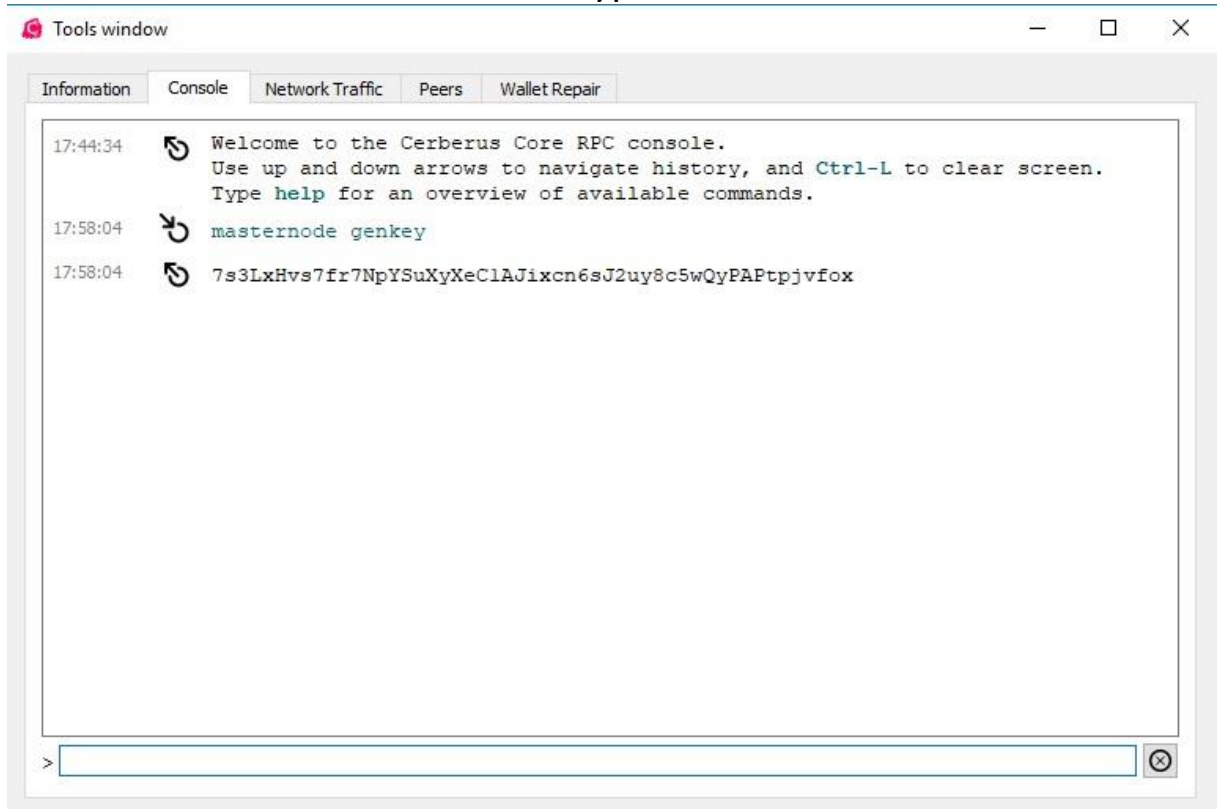 Tools window
Information Console Network Traffic Peers Wallet Repair
17:44:34 Welcome to the Cerberus Core RPC console.
Use up and down arrows to navigate history, and Ctrl-L to clear screen.
Type help for an overview of available commands.
17:58:04 masternode genkey
17:58:04 7s3LxHvs7fr7NpYSuXyXeC1AJixcn6sJ2uy8c5wQyPAPtpjvfox
>